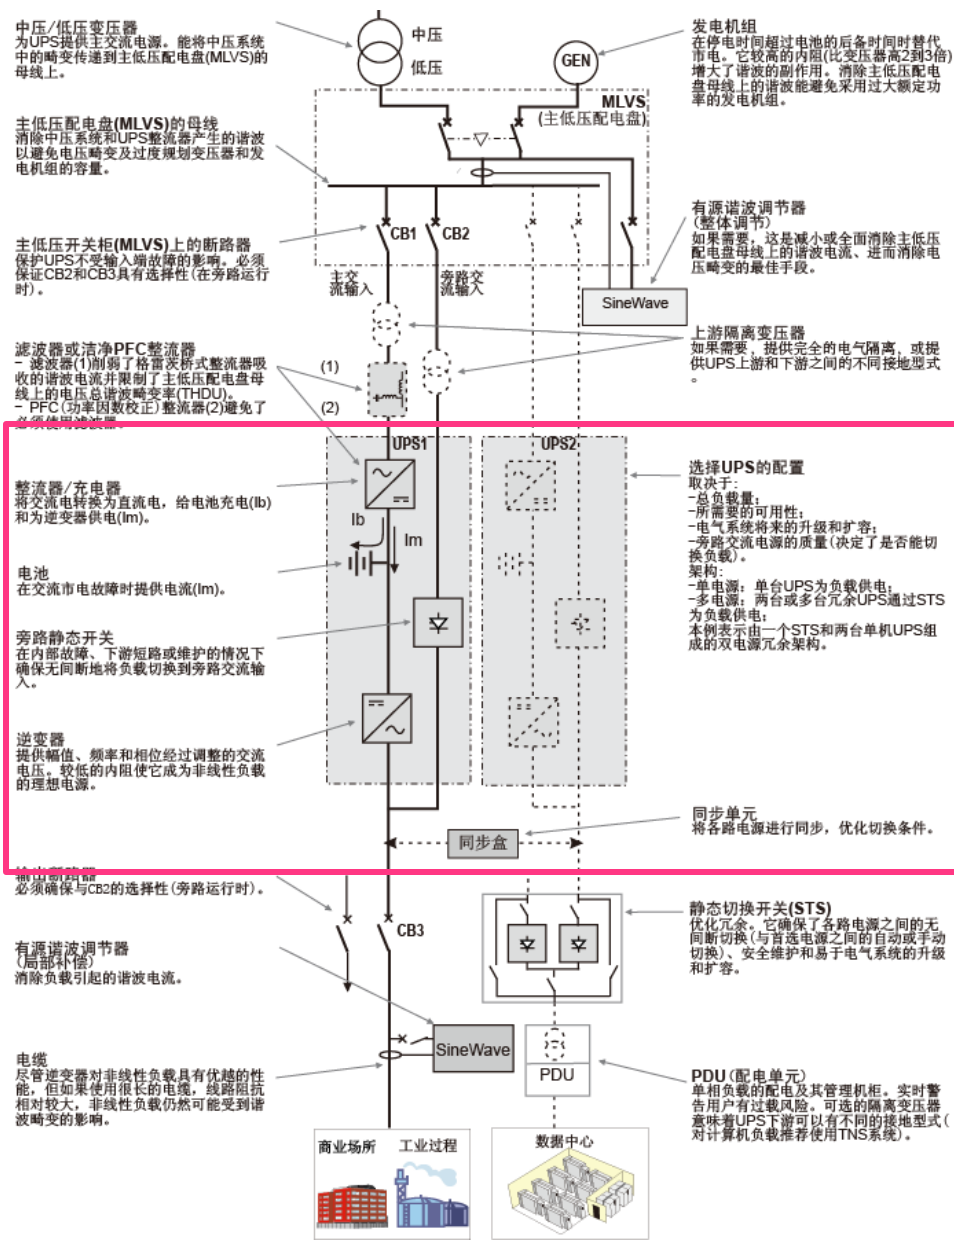 中压/低压变压器
为UPS提供主交流电源。能将中压系统
中的畸变传递到主低压配电盘(MLVS)的
母线上。
中压
低压
GEN
发电机组
在停电时间超过电池的后备时间时替代
市电。它较高的内阻(比变压器高2到3倍)
增大了谐波的副作用。消除主低压配电
盘母线上的谐波能避免采用过大额定功
率的发电机组。
MLVS
(主低压配电盘)
主低压配电盘(MLVS)的母线
消除中压系统和UPS整流器产生的谐波
以避免电压畸变及过度规划变压器和发
电机组的容量。
主低压开关柜(MLVS)上的断路器
保护UPS不受输入端故障的影响。必须
保证CB2和CB3具有选择性(在旁路运行
时)。
CB1
CB2
主交
流输入
旁路交
流输入
有源谐波调节器
(整体调节)
如果需要，这是减小或全面消除主低压
配电盘母线上的谐波电流、进而消除电
压畸变的最佳手段。
SineWave
上游隔离变压器
如果需要，提供完全的电气隔离，或提
供UPS上游和下游之间的不同接地型式
。
滤波器或洁净PFC整流器
- 滤波器(1)削弱了格雷茨桥式整流器吸
收的谐波电流并限制了主低压配电盘母
线上的电压总谐波畸变率(THDU)。
- PFC(功率因数校正)整流器(2)避免了
必须使用滤波器。
(1)
(2)
UPS1
UPS2
整流器/充电器
将交流电转换为直流电，给电池充电(Ib)
和为逆变器供电(Im)。
Ib
Im
电池
在交流市电故障时提供电流(Im)。
旁路静态开关
在内部故障、下游短路或维护的情况下
确保无间断地将负载切换到旁路交流输
入。
逆变器
提供幅值、频率和相位经过调整的交流
电压。较低的内阻使它成为非线性负载
的理想电源。
选择UPS的配置
取决于:
-总负载量;
-所需要的可用性;
-电气系统将来的升级和扩容;
-旁路交流电源的质量(决定了是否能切
换负载)。
架构:
-单电源: 单台UPS为负载供电;
-多电源: 两台或多台冗余UPS通过STS
为负载供电;
本例表示由一个STS和两台单机UPS组
成的双电源冗余架构。
同步单元
将各路电源进行同步，优化切换条件。
同步盒
输出断路器
必须确保与CB2的选择性(旁路运行时)。
CB3
有源谐波调节器
(局部补偿)
消除负载引起的谐波电流。
SineWave
静态切换开关(STS)
优化冗余。它确保了各路电源之间的无
间断切换(与首选电源之间的自动或手动
切换)、安全维护和易于电气系统的升级
和扩容。
电缆
尽管逆变器对非线性负载具有优越的性
能，但如果使用很长的电缆，线路阻抗
相对较大，非线性负载仍然可能受到谐
波畸变的影响。
PDU
PDU(配电单元)
单相负载的配电及其管理机柜。实时警
告用户有过载风险。可选的隔离变压器
意味着UPS下游可以有不同的接地型式(
对计算机负载推荐使用TNS系统)。
商业场所
工业过程
数据中心